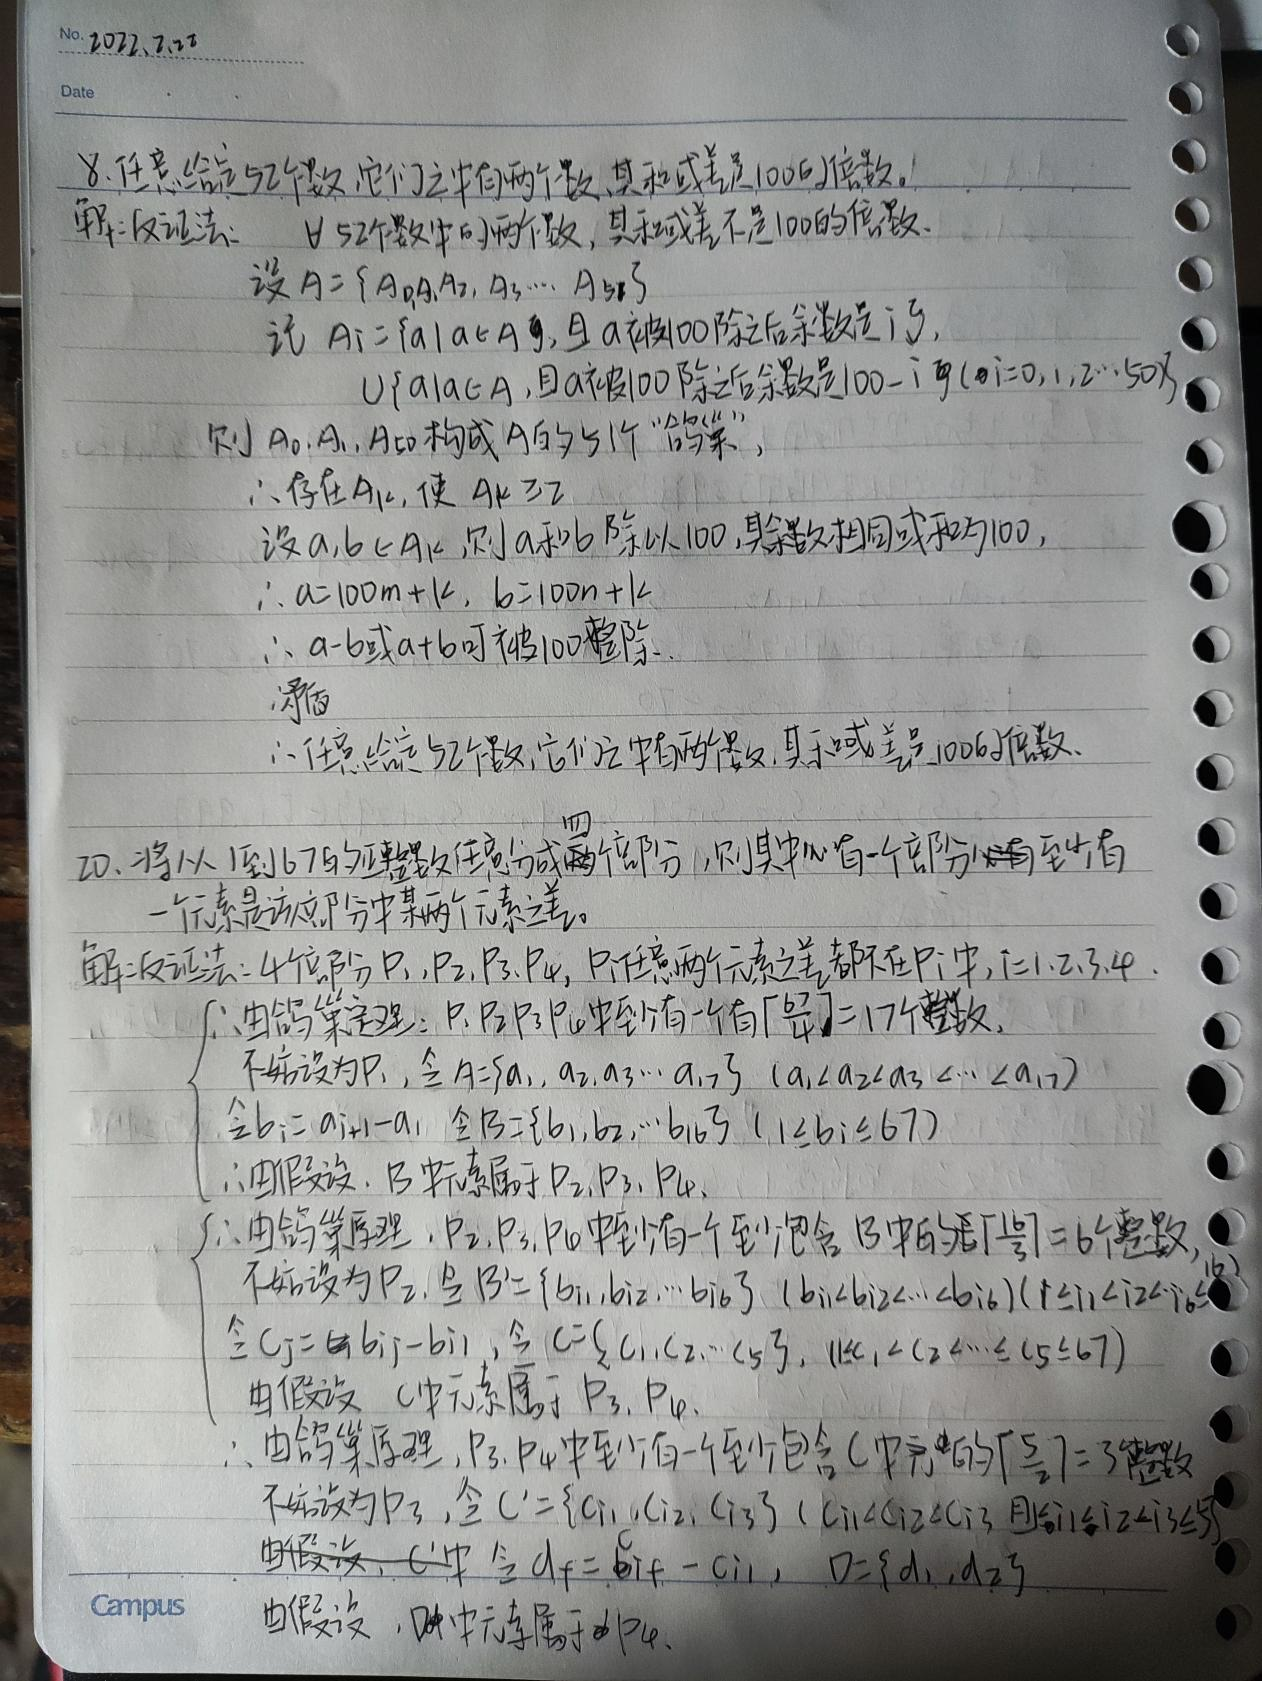 No. 2022.2.22
Date
8.任意给定52个数,它们之中有两个数,其和或差是100的倍数。
解:反证法: ∀52个数中的两个数,其和或差不是100的倍数.
设A={A0,A1,A2,A3… A51}
记 Ai={a|a∈A,且a被100除之后余数是i},
∪{a|a∈A,且a被100除之后余数是100-i}(i=0,1,2…50)
则A0,A1,A50构成A的51个“鸽巢”,
∴存在Ak,使 Ak≥2
设a,b∈Ak,则a和b除以100,其余数相同或和为100,
∴a=100m+k, b=100n+k
∴a-b或a+b可被100整除.
矛盾
∴任意给定52个数,它们之中有两个数,其和或差是100的倍数.
20.将从1到67的正整数任意分成四个部分,则其中必有一个部分至少有
一个元素是该部分中某两个元素之差。
解:反证法:4个部分P1,P2,P3,P4, Pi任意两个元素之差都不在Pi中,i=1.2.3.4.
∴由鸽巢定理:P1P2P3P4中至少有一个有⌈67/4⌉=17个整数,
不妨设为P1,令A={a1,a2,a3…a17} (a1<a2<a3<…<a17)
令bi=ai+1-a1 令B={b1,b2,…b16} (1≤bi≤67)
∴由假设.B中元素属于P2,P3,P4.
∴由鸽巢原理,P2,P3,P4中至少有一个至少包含B中的⌈16/3⌉=6个整数,
不妨设为P2,令B'={bi1,bi2,…bi6} (bi1<bi2<…<bi6)(1≤i1<i2<…i6≤16)
令Cj=bij-bi1,令C={C1,C2,…C5}, (1≤C1<C2<…≤C5≤67)
由假设 C中元素属于P3,P4.
∴由鸽巢原理,P3,P4中至少有一个至少包含C中的⌈5/2⌉=3个整数
不妨设为P3,令C'={Ci1,Ci2,Ci3} (Ci1<Ci2<Ci3 且1≤i1≤i2<i3≤5)
令df=Cif-Ci1, D={d1,d2}
由假设,D中元素属于P4.
Campus